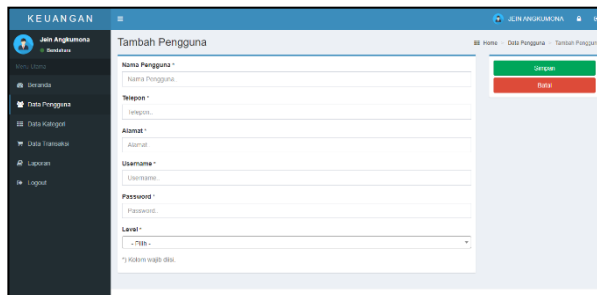 KEUANGAN
JEIN ANGKUMONA
Jein Angkumona
Bendahara
Menu Utama
Beranda
Data Pengguna
Data Kategori
Data Transaksi
Laporan
Logout
Tambah Pengguna
Home > Data Pengguna > Tambah Pengguna
Nama Pengguna *
Nama Pengguna..
Telepon *
Telepon..
Alamat *
Alamat..
Username *
Username..
Password *
Password..
Level *
- Pilih -
*) Kolom wajib diisi.
Simpan
Batal